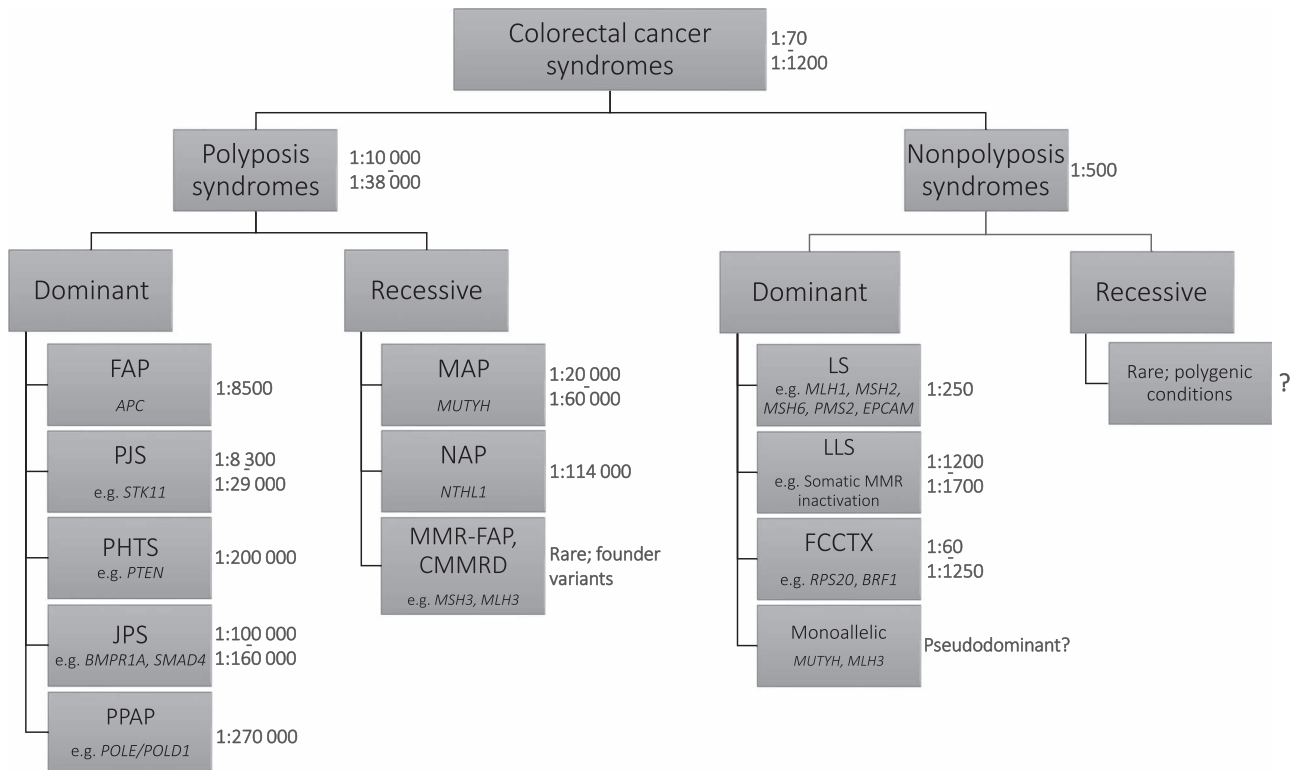 Colorectal cancer
syndromes
1:70
-
1:1200
Polyposis
syndromes
1:10 000
-
1:38 000
Nonpolyposis
syndromes
1:500
Dominant
Recessive
Dominant
Recessive
FAP
APC
1:8500
PJS
e.g. STK11
1:8 300
-
1:29 000
PHTS
e.g. PTEN
1:200 000
JPS
e.g. BMPR1A, SMAD4
1:100 000
-
1:160 000
PPAP
e.g. POLE/POLD1
1:270 000
MAP
MUTYH
1:20 000
-
1:60 000
NAP
NTHL1
1:114 000
MMR-FAP,
CMMRD
e.g. MSH3, MLH3
Rare; founder
variants
LS
e.g. MLH1, MSH2,
MSH6, PMS2, EPCAM
1:250
LLS
e.g. Somatic MMR
inactivation
1:1200
-
1:1700
FCCTX
e.g. RPS20, BRF1
1:60
-
1:1250
Monoallelic
MUTYH, MLH3
Pseudodominant?
Rare; polygenic
conditions
?